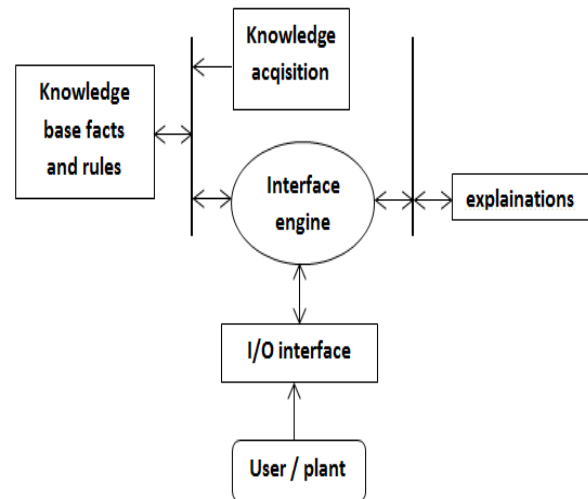 Knowledge
acqisition
Knowledge
base facts
and rules
Interface
engine
explainations
I/O interface
User / plant